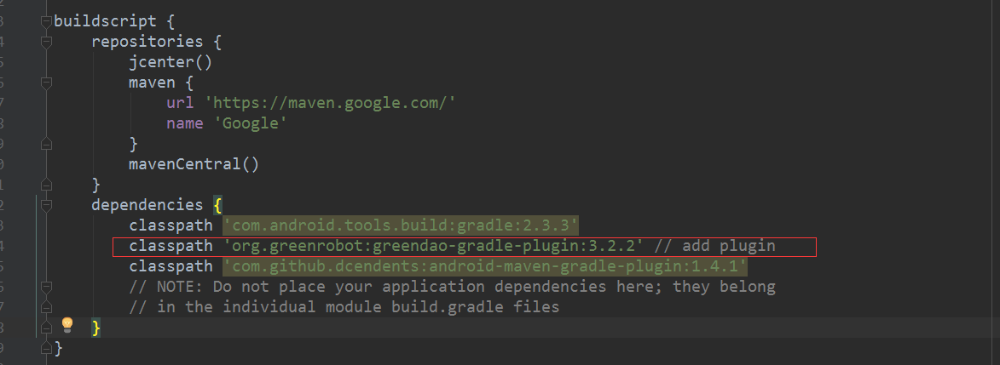 buildscript {
    repositories {
        jcenter()
        maven {
            url 'https://maven.google.com/'
            name 'Google'
        }
        mavenCentral()
    }
    dependencies {
        classpath 'com.android.tools.build:gradle:2.3.3'
        classpath 'org.greenrobot:greendao-gradle-plugin:3.2.2' // add plugin
        classpath 'com.github.dcendents:android-maven-gradle-plugin:1.4.1'
        // NOTE: Do not place your application dependencies here; they belong
        // in the individual module build.gradle files
    }
}